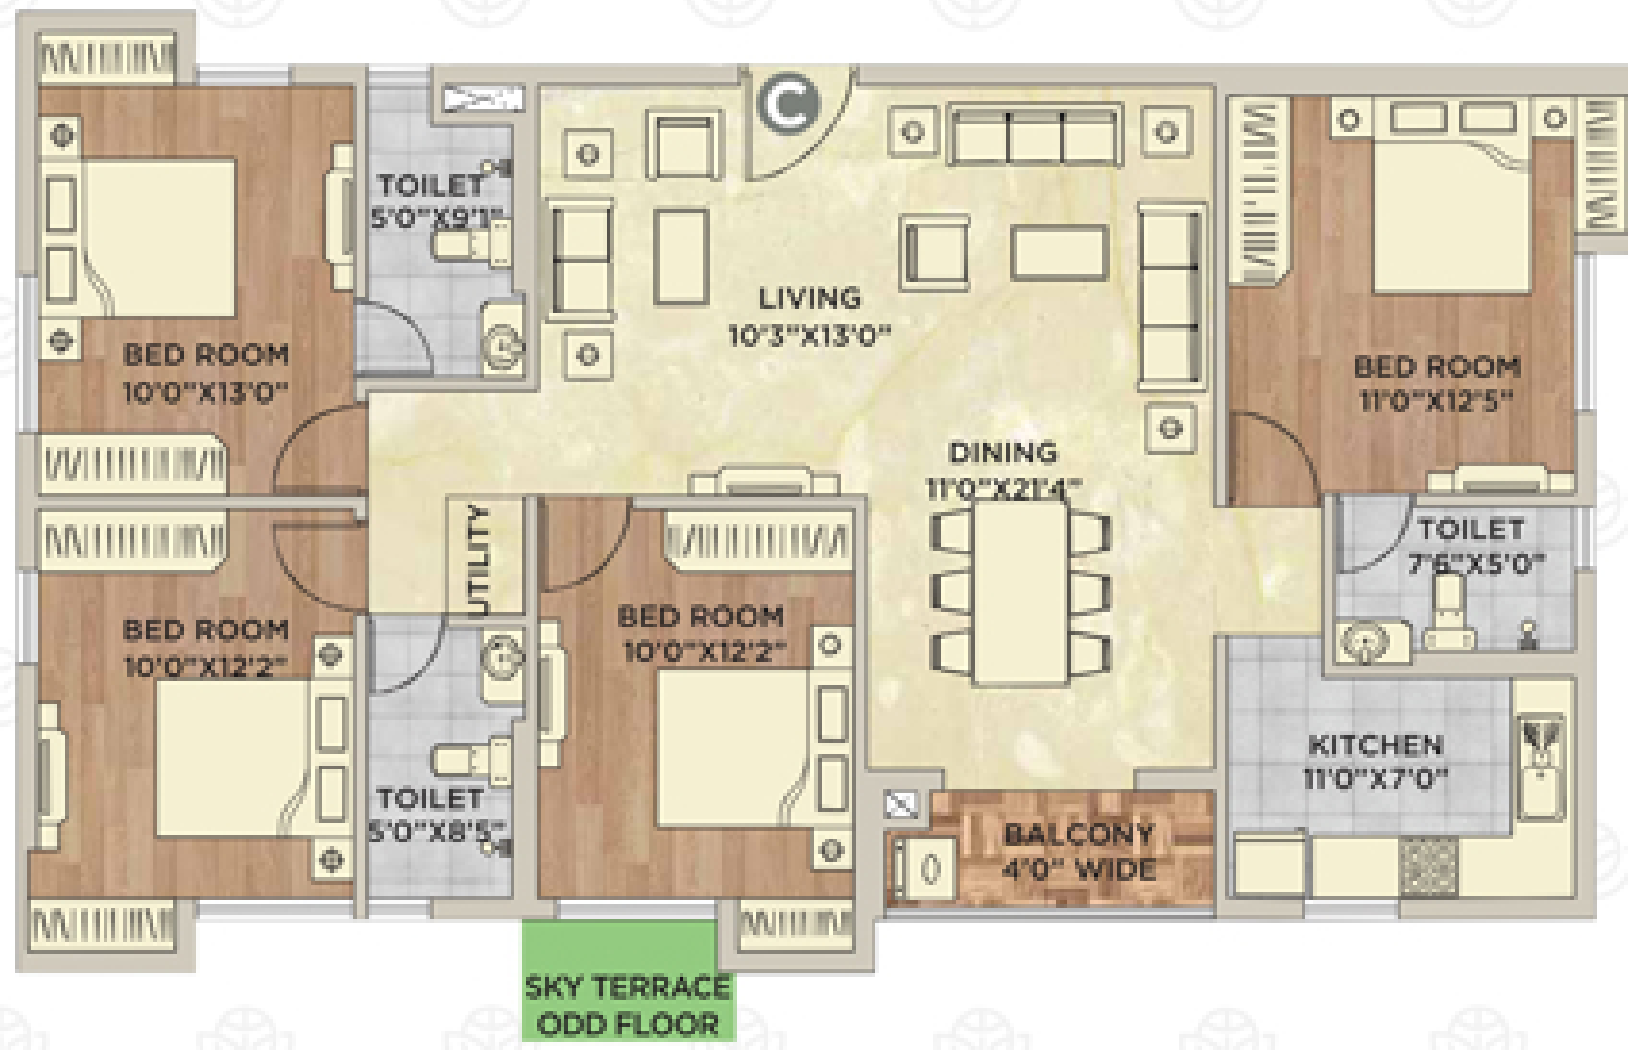 C
TOILET
5'0"X9'1"
LIVING
10'3"X13'0"
BED ROOM
10'0"X13'0"
BED ROOM
11'0"X12'5"
DINING
11'0"X21'4"
UTILITY
TOILET
7'6"X5'0"
BED ROOM
10'0"X12'2"
BED ROOM
10'0"X12'2"
KITCHEN
11'0"X7'0"
TOILET
5'0"X8'5"
BALCONY
4'0" WIDE
SKY TERRACE
ODD FLOOR